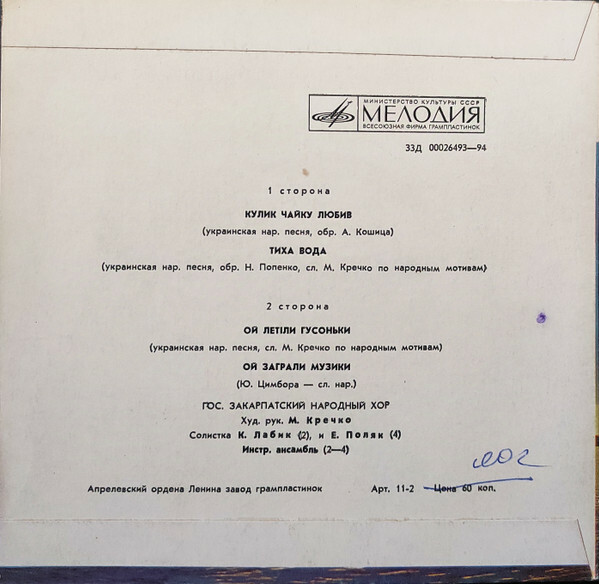 МИНИСТЕРСТВО КУЛЬТУРЫ СССР
МЕЛОДИЯ
ВСЕСОЮЗНАЯ ФИРМА ГРАМПЛАСТИНОК
33Д 00026493—94
1 сторона
КУЛИК ЧАЙКУ ЛЮБИВ
(украинская нар. песня, обр. А. Кошица)
ТИХА ВОДА
(украинская нар. песня, обр. Н. Попенко, сл. М. Кречко по народным мотивам)
2 сторона
ОЙ ЛЕТІЛИ ГУСОНЬКИ
(украинская нар. песня, сл. М. Кречко по народным мотивам)
ОЙ ЗАГРАЛИ МУЗИКИ
(Ю. Цимбора — сл. нар.)
ГОС. ЗАКАРПАТСКИЙ НАРОДНЫЙ ХОР
Худ. рук. М. Кречко
Солистка К. Лабик (2), и Е. Поляк (4)
Инстр. ансамбль (2—4)
Апрелевский ордена Ленина завод грампластинок Арт. 11-2 Цена 60 коп.